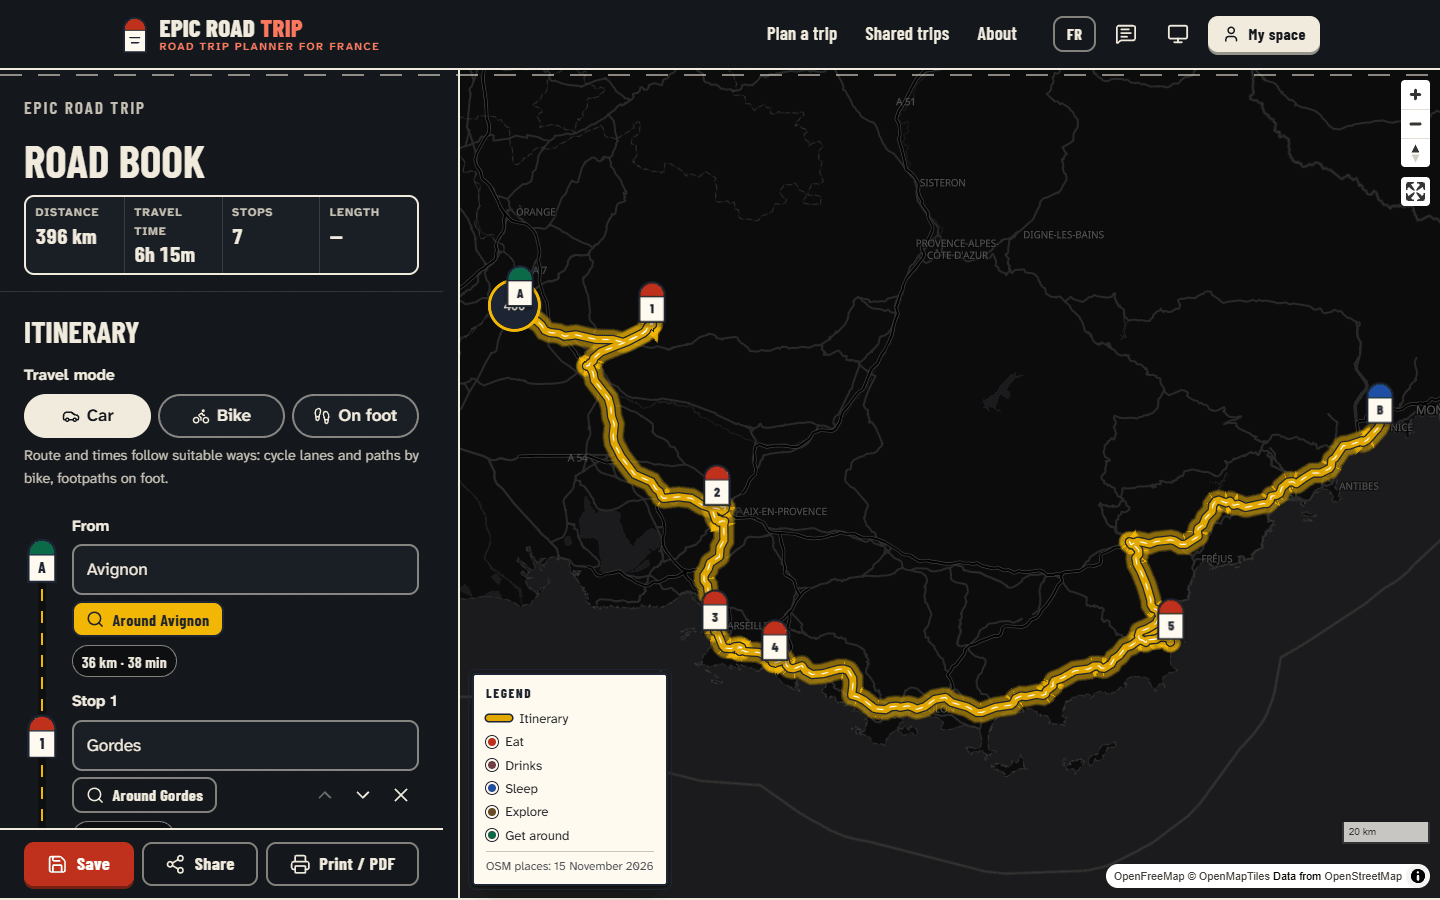 EPIC ROAD TRIP
ROAD TRIP PLANNER FOR FRANCE
Plan a trip
Shared trips
About
FR
My space
EPIC ROAD TRIP
ROAD BOOK
DISTANCE
396 km
TRAVEL TIME
6h 15m
STOPS
7
LENGTH
–
ITINERARY
Travel mode
Car
Bike
On foot
Route and times follow suitable ways: cycle lanes and paths by
bike, footpaths on foot.
From
A
Avignon
Around Avignon
36 km · 38 min
Stop 1
1
Gordes
Around Gordes
Save
Share
Print / PDF
A 51
SISTERON
ORANGE
PROVENCE-ALPES-
CÔTE D'AZUR
DIGNE-LES-BAINS
A 7
A
1
B
NICE
A 54
2
AIX-EN-PROVENCE
ANTIBES
FRÉJUS
3
4
5
LEGEND
Itinerary
Eat
Drinks
Sleep
Explore
Get around
OSM places: 15 November 2026
20 km
OpenFreeMap © OpenMapTiles Data from OpenStreetMap